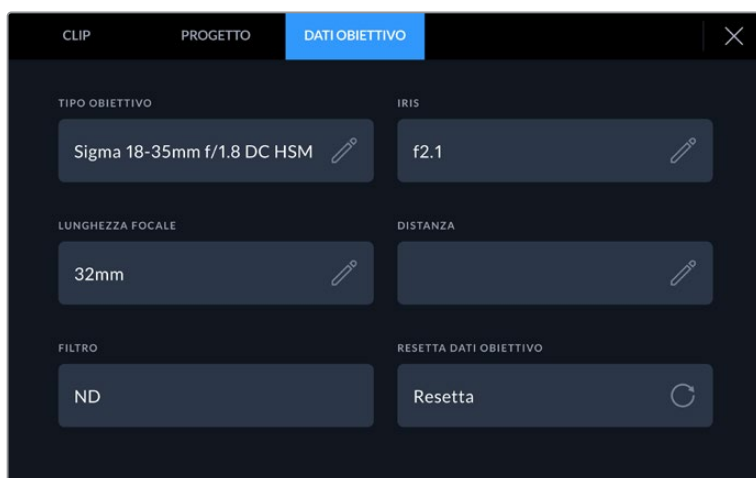 CLIP PROGETTO DATI OBIETTIVO
TIPO OBIETTIVO
Sigma 18-35mm f/1.8 DC HSM
IRIS
f2.1
LUNGHEZZA FOCALE
32mm
DISTANZA
FILTRO
ND
RESETTA DATI OBIETTIVO
Resetta